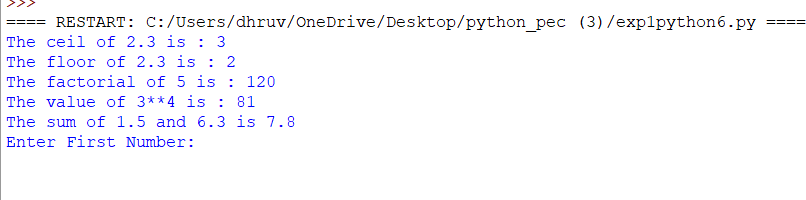 >>>
==== RESTART: C:/Users/dhruv/OneDrive/Desktop/python_pec (3)/exp1python6.py ====
The ceil of 2.3 is : 3
The floor of 2.3 is : 2
The factorial of 5 is : 120
The value of 3**4 is : 81
The sum of 1.5 and 6.3 is 7.8
Enter First Number: